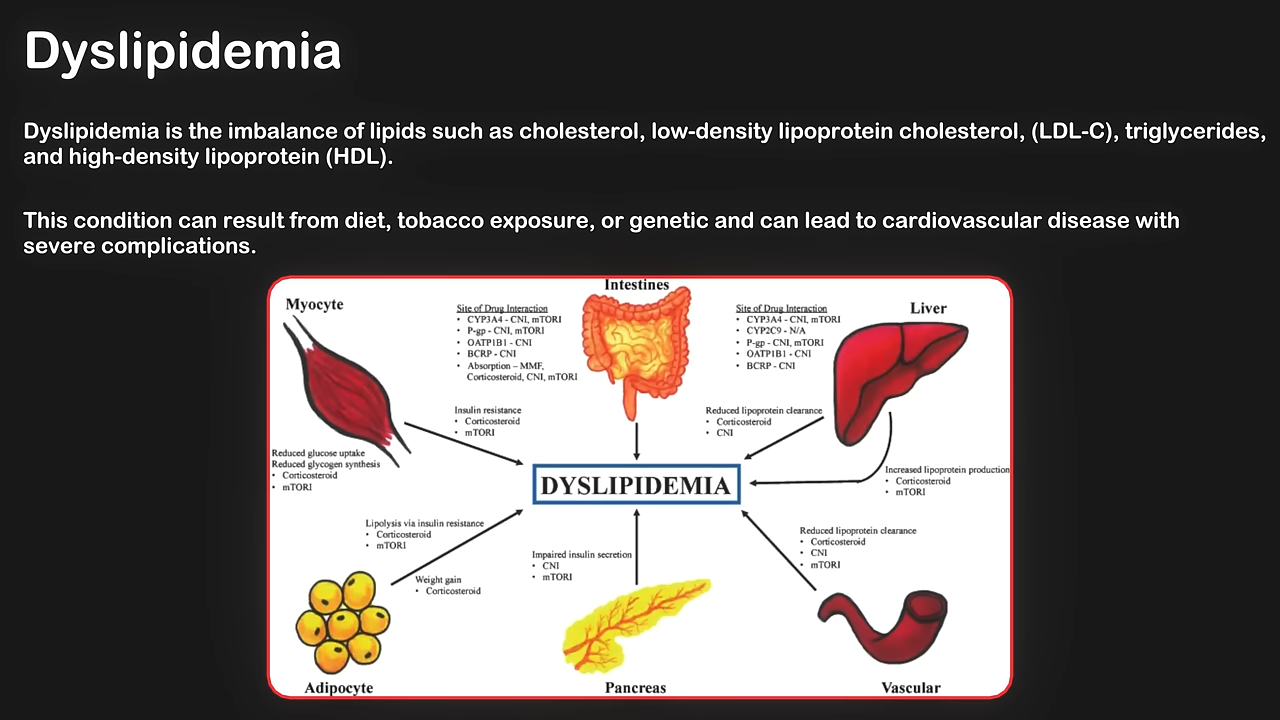 Dyslipidemia
Dyslipidemia is the imbalance of lipids such as cholesterol, low-density lipoprotein cholesterol, (LDL-C), triglycerides,
and high-density lipoprotein (HDL).
This condition can result from diet, tobacco exposure, or genetic and can lead to cardiovascular disease with
severe complications.
Myocyte
Reduced glucose uptake
Reduced glycogen synthesis
• Corticosteroid
• mTORI
Insulin resistance
• Corticosteroid
• mTORI
Intestines
Site of Drug Interaction
• CYP3A4 - CNI, mTORI
• P-gp - CNI, mTORI
• OATP1B1 - CNI
• BCRP - CNI
• Absorption – MMF,
Corticosteroid, CNI, mTORI
Liver
Site of Drug Interaction
• CYP3A4 - CNI, mTORI
• CYP2C9 - N/A
• P-gp - CNI, mTORI
• OATP1B1 - CNI
• BCRP - CNI
Reduced lipoprotein clearance
• Corticosteroid
• CNI
Increased lipoprotein production
• Corticosteroid
• mTORI
DYSLIPIDEMIA
Lipolysis via insulin resistance
• Corticosteroid
• mTORI
Weight gain
• Corticosteroid
Adipocyte
Impaired insulin secretion
• CNI
• mTORI
Pancreas
Reduced lipoprotein clearance
• Corticosteroid
• CNI
• mTORI
Vascular